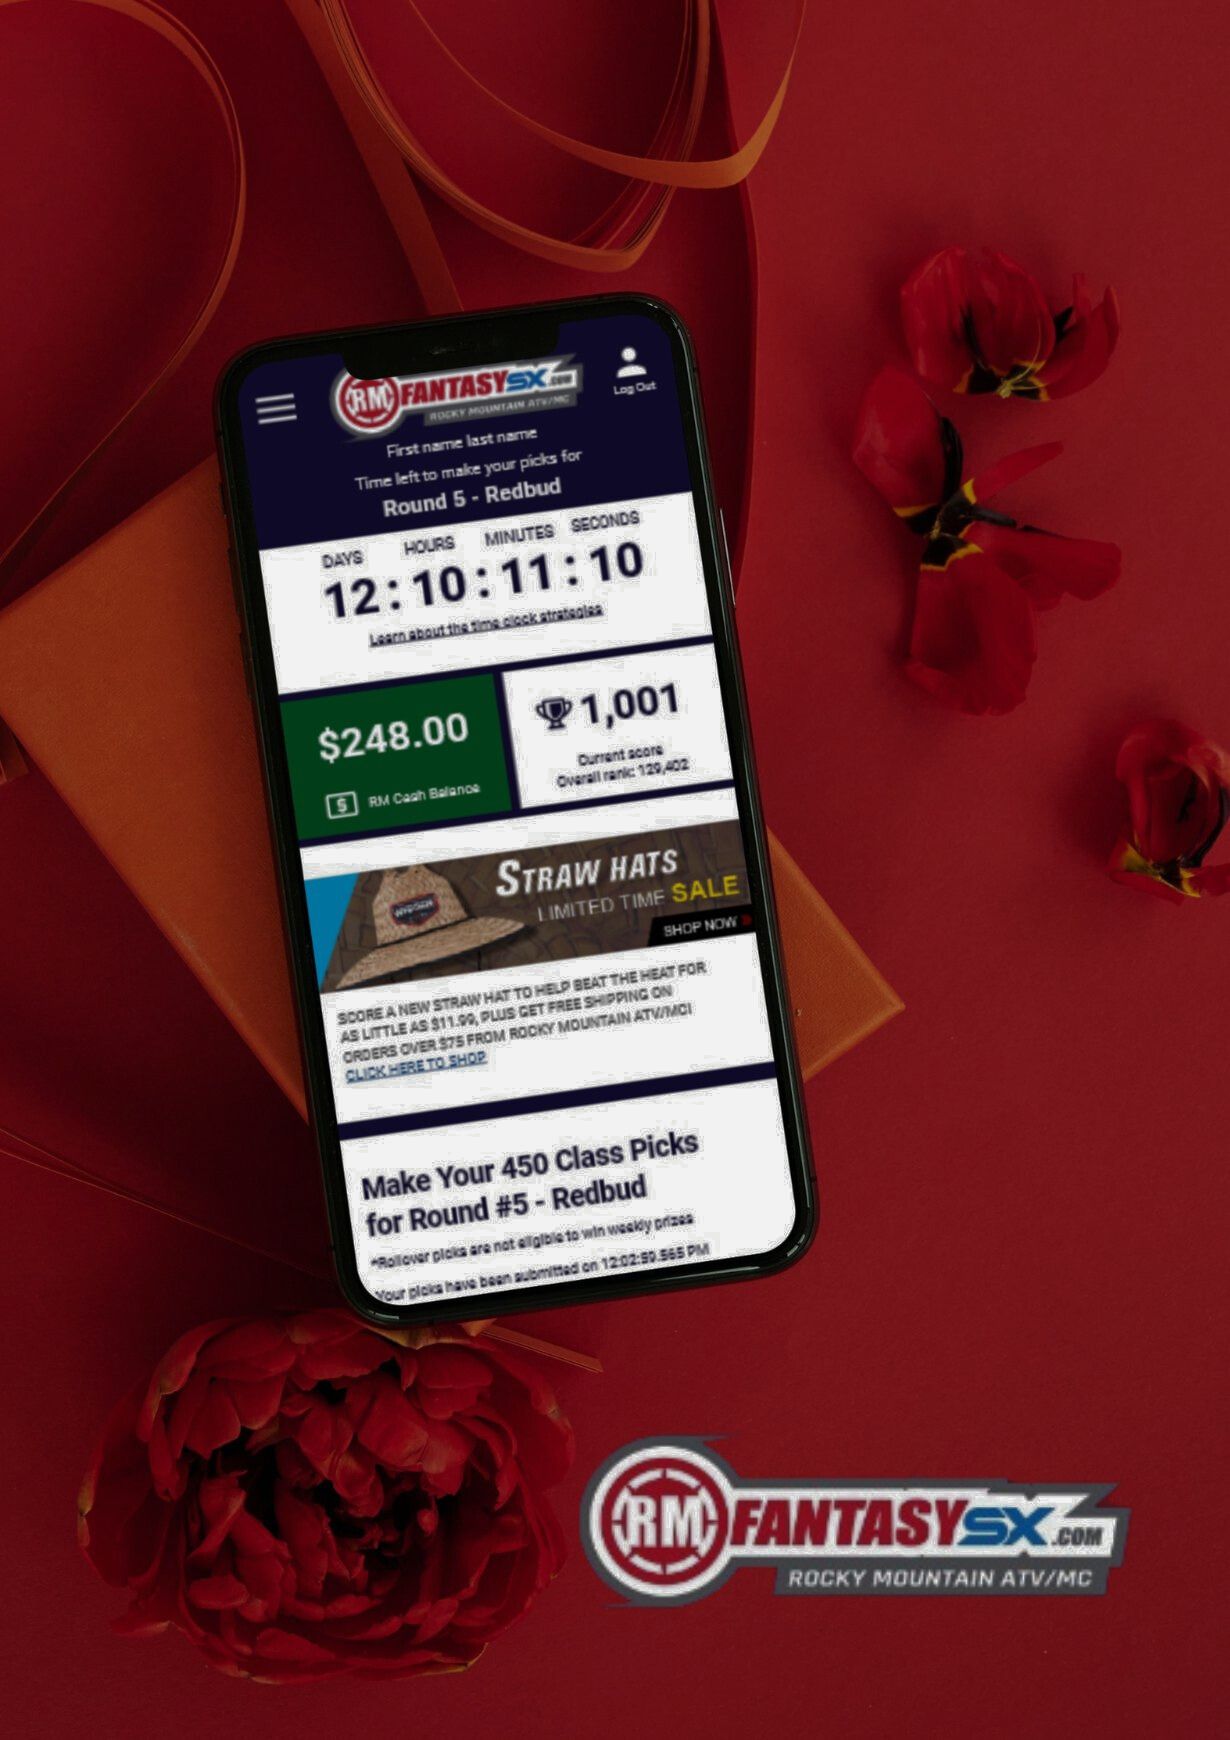 RM FANTASYSX.COM
ROCKY MOUNTAIN ATV/MC
Log Out
First name last name
Time left to make your picks for
Round 5 - Redbud
DAYS HOURS MINUTES SECONDS
12 : 10 : 11 : 10
Learn about the time clock strategies
$248.00
RM Cash Balance
1,001
Current score
Overall rank: 129,402
STRAW HATS
LIMITED TIME SALE
SHOP NOW
SCORE A NEW STRAW HAT TO HELP BEAT THE HEAT FOR
AS LITTLE AS $11.99, PLUS GET FREE SHIPPING ON
ORDERS OVER $75 FROM ROCKY MOUNTAIN ATV/MC!
CLICK HERE TO SHOP
Make Your 450 Class Picks
for Round #5 - Redbud
*Rollover picks are not eligible to win weekly prizes
Your picks have been submitted on 12:02:59.565 PM
RM FANTASYSX.COM
ROCKY MOUNTAIN ATV/MC